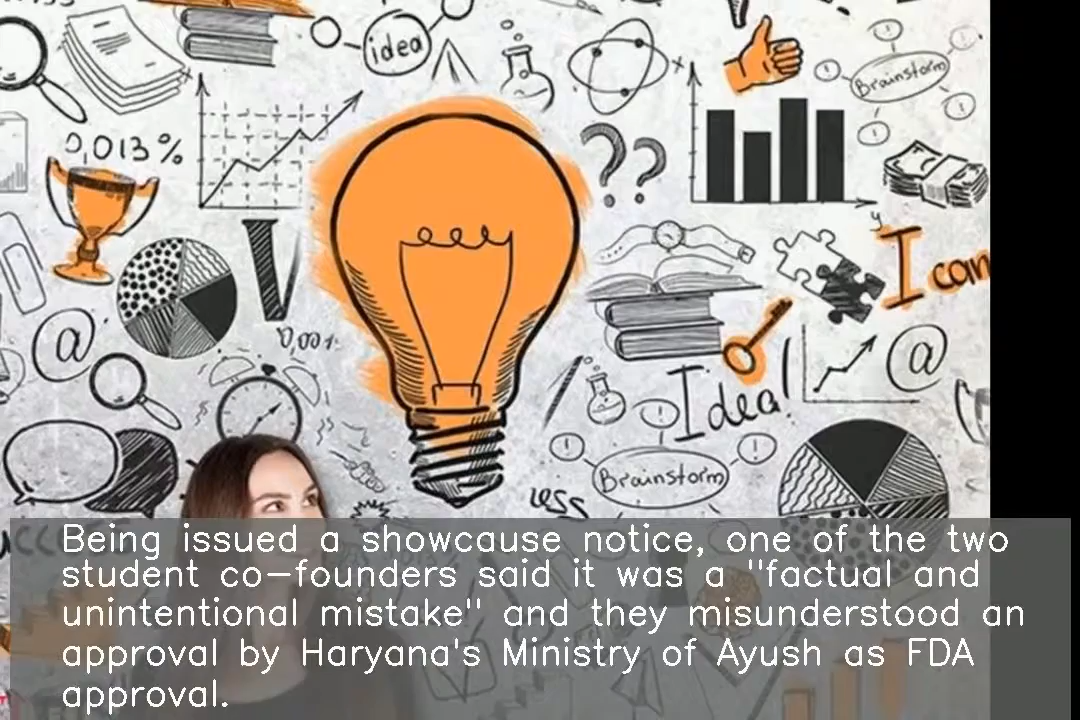 idea
Brainstorm
0,013%
y
I can
0,001
@
@
Idea!
Brainstorm
Being issued a showcause notice, one of the two
student co-founders said it was a "factual and
unintentional mistake" and they misunderstood an
approval by Haryana's Ministry of Ayush as FDA
approval.